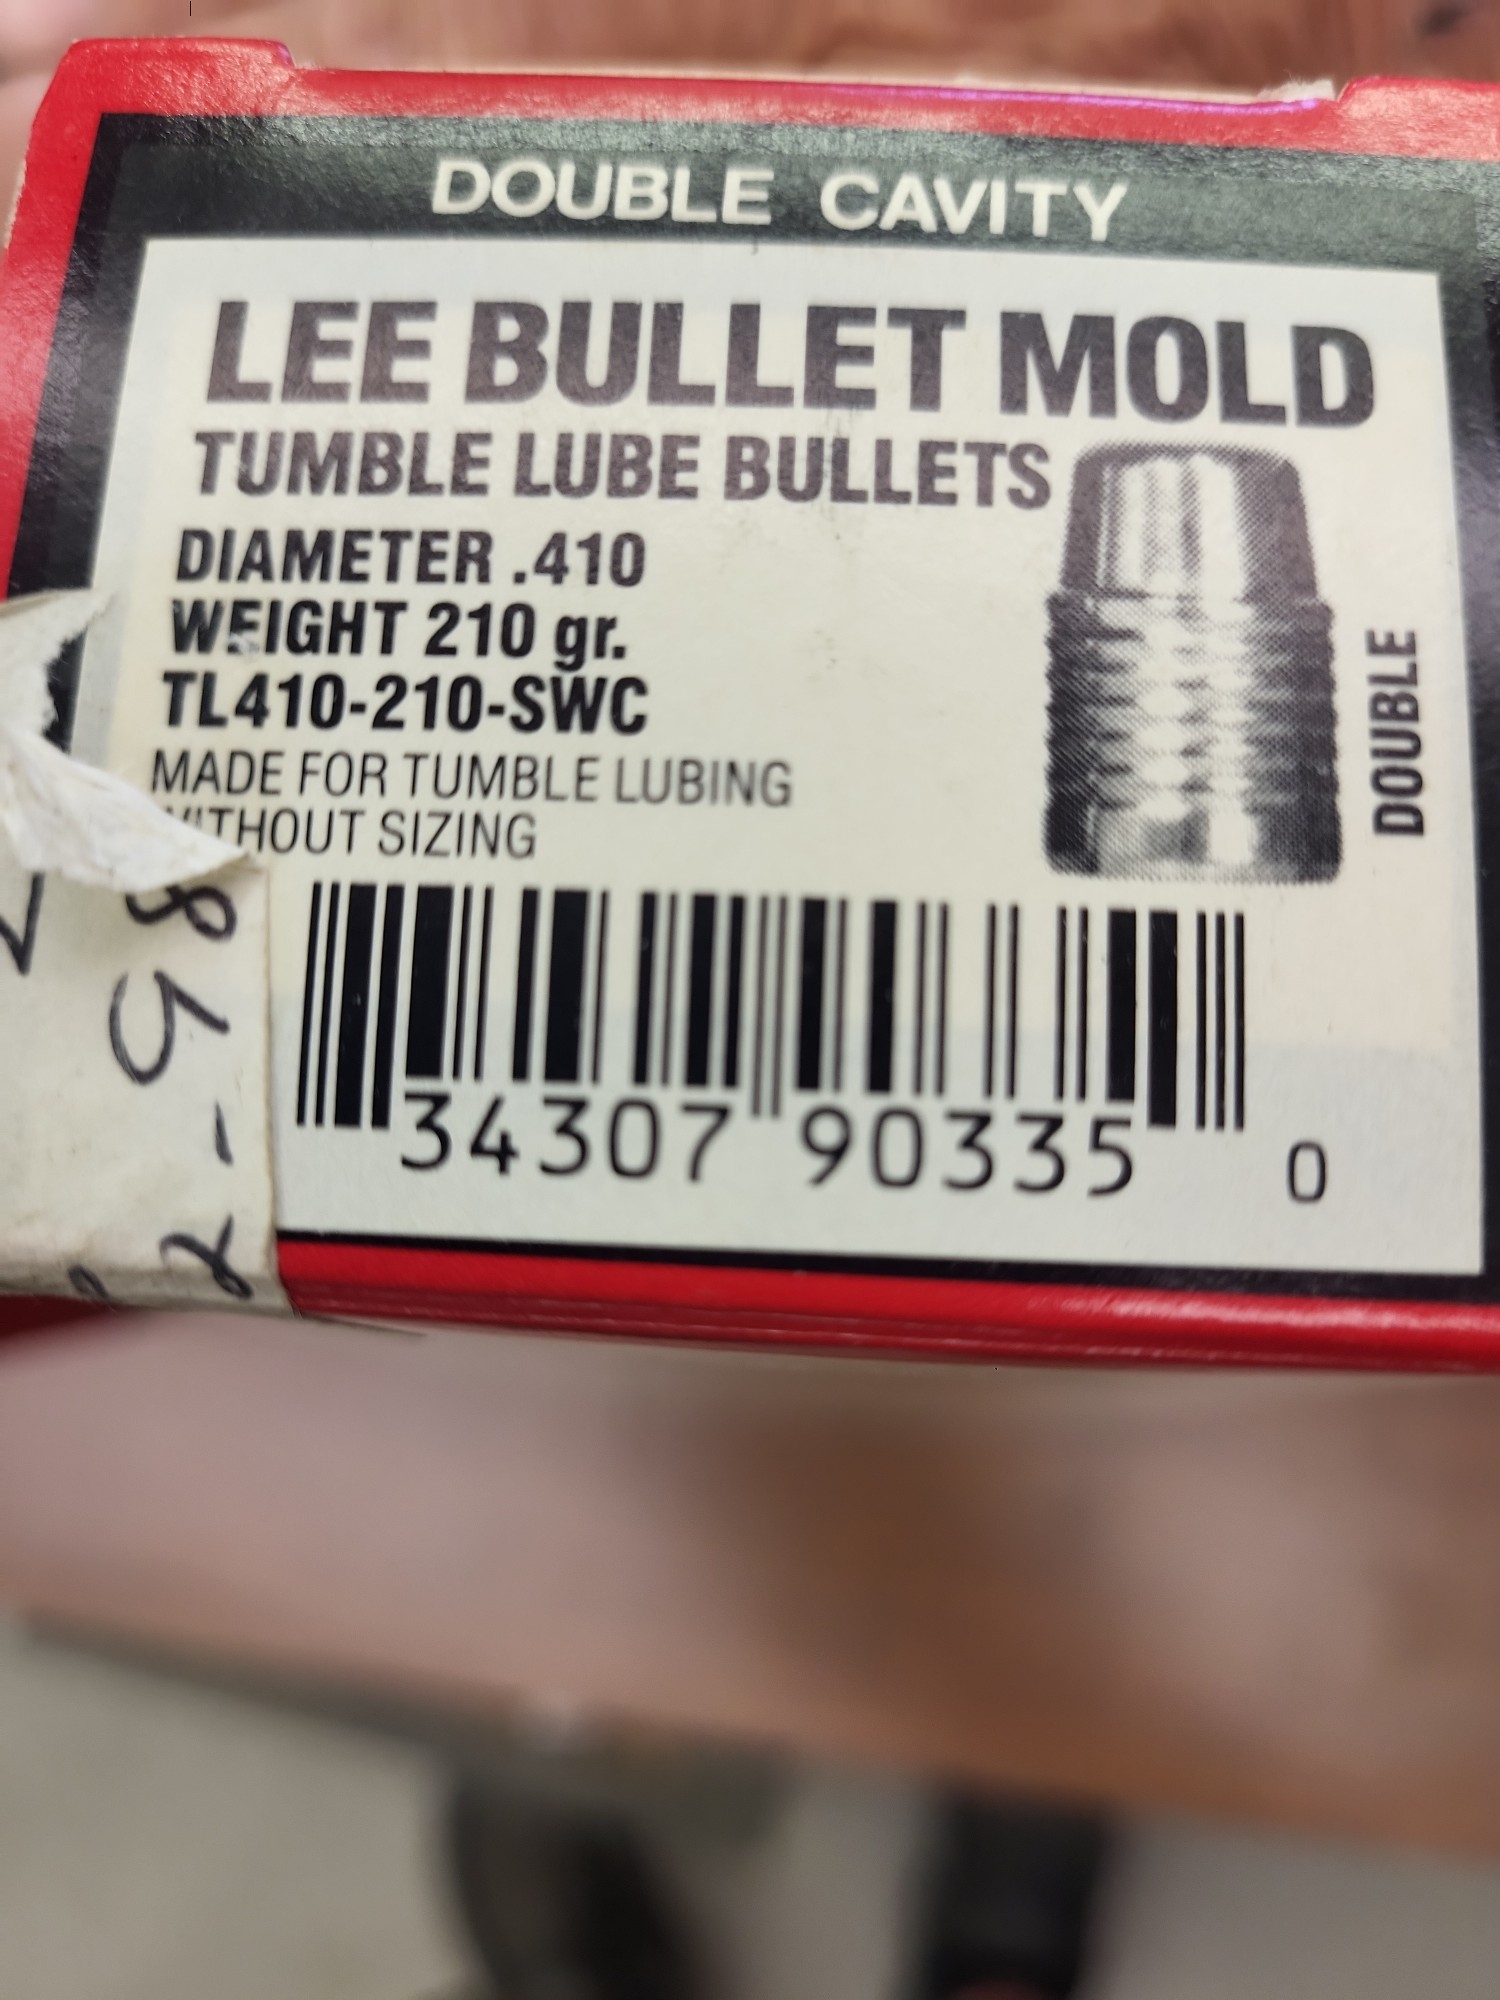 DOUBLE CAVITY
LEE BULLET MOLD
TUMBLE LUBE BULLETS
DIAMETER .410
WEIGHT 210 gr.
TL410-210-SWC
MADE FOR TUMBLE LUBING
WITHOUT SIZING
DOUBLE
34307 90335 0